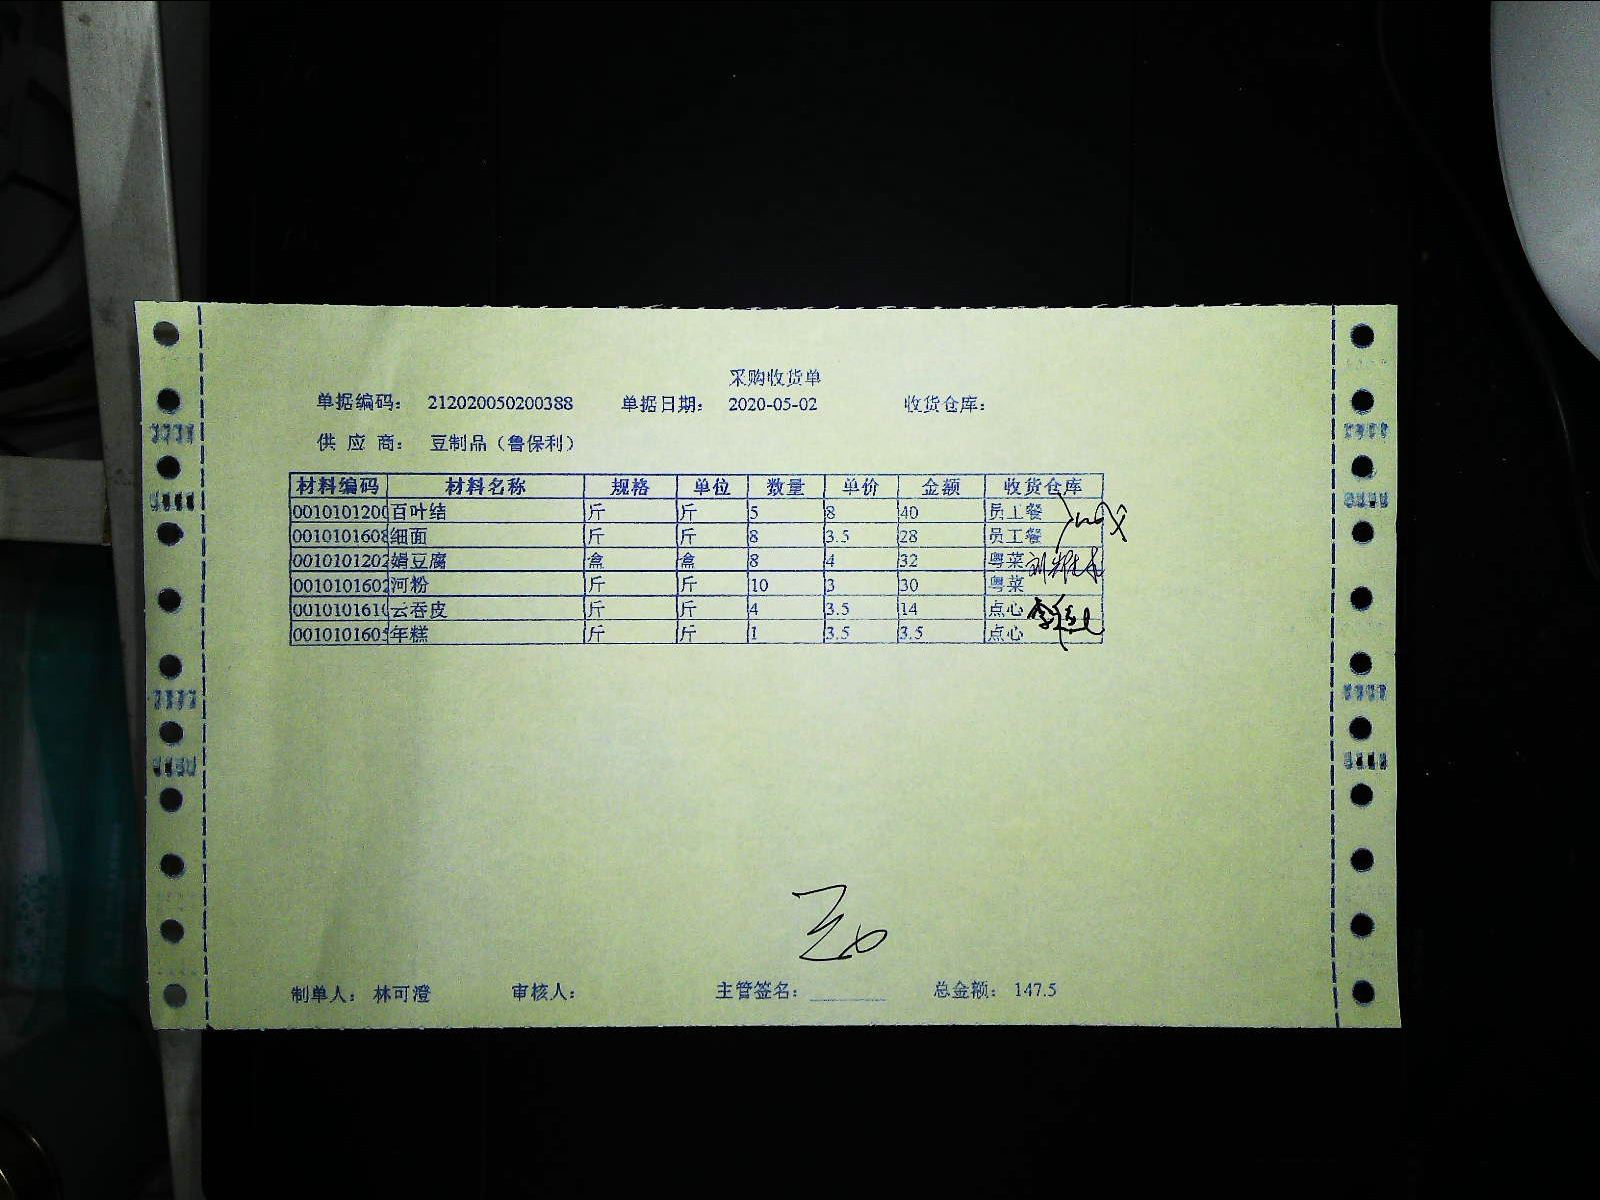 采购收货单
单据编码： 212020050200388 单据日期： 2020-05-02 收货仓库：
供 应 商： 豆制品（鲁保利）
材料编码 材料名称 规格 单位 数量 单价 金额 收货仓库
0010101200 百叶结 斤 斤 5 8 40 员工餐
0010101608 细面 斤 斤 8 3.5 28 员工餐
0010101202 娟豆腐 盒 盒 8 4 32 粤菜
0010101602 河粉 斤 斤 10 3 30 粤菜
0010101610 云吞皮 斤 斤 4 3.5 14 点心
0010101605 年糕 斤 斤 1 3.5 3.5 点心
制单人： 林可澄 审核人： 主管签名： 总金额： 147.5